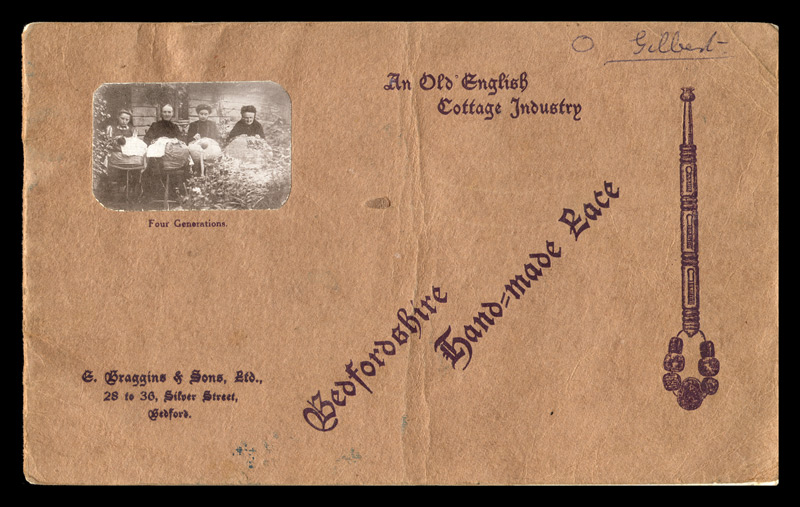 O Gilbert
An Old English
Cottage Industry
Four Generations.
Bedfordshire
Hand=made Lace
E. Braggins & Sons, Ltd.,
28 to 36, Silver Street,
Bedford.